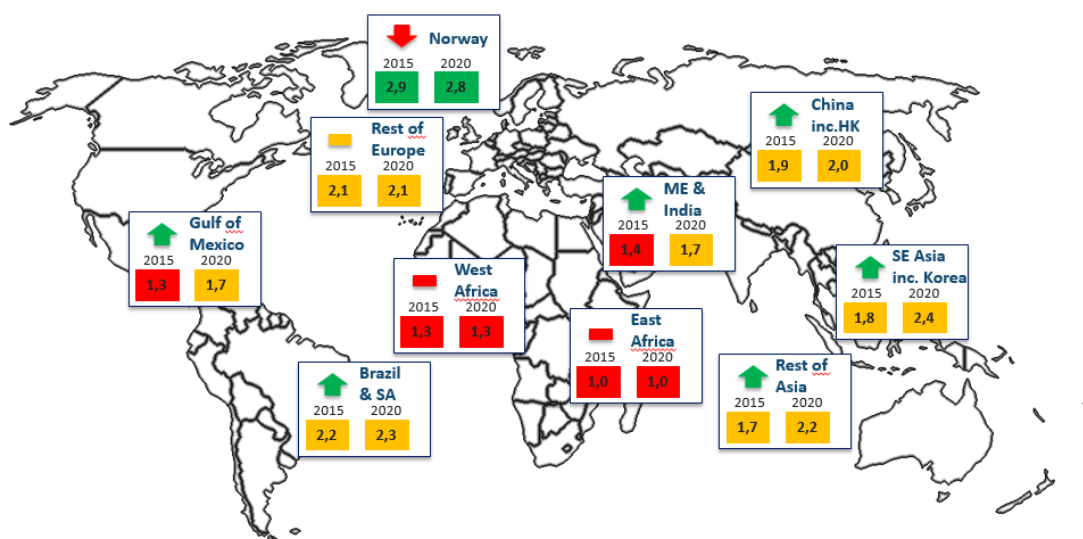 Norway
2015 2020
2,9 2,8
Rest of
Europe
2015 2020
2,1 2,1
China
inc.HK
2015 2020
1,9 2,0
ME &
India
2015 2020
1,4 1,7
Gulf of
Mexico
2015 2020
1,3 1,7
West
Africa
2015 2020
1,3 1,3
SE Asia
inc. Korea
2015 2020
1,8 2,4
East
Africa
2015 2020
1,0 1,0
Brazil
& SA
2015 2020
2,2 2,3
Rest of
Asia
2015 2020
1,7 2,2